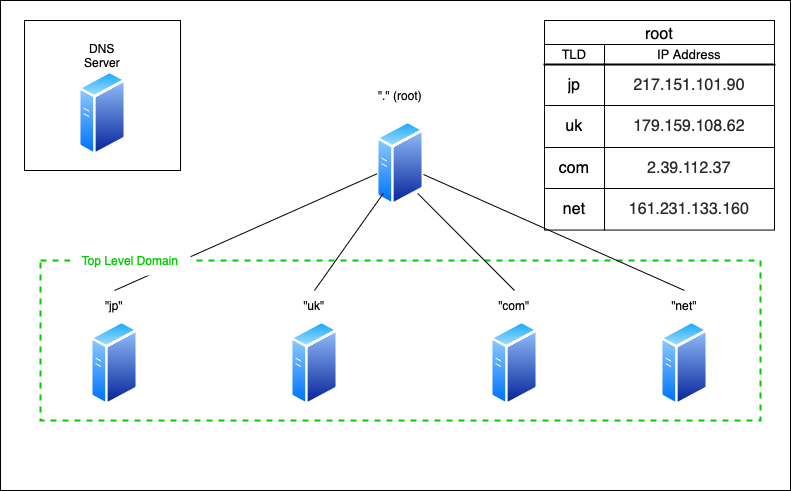 DNS
Server
"." (root)
root
TLD IP Address
jp 217.151.101.90
uk 179.159.108.62
com 2.39.112.37
net 161.231.133.160
Top Level Domain
"jp" "uk" "com" "net"